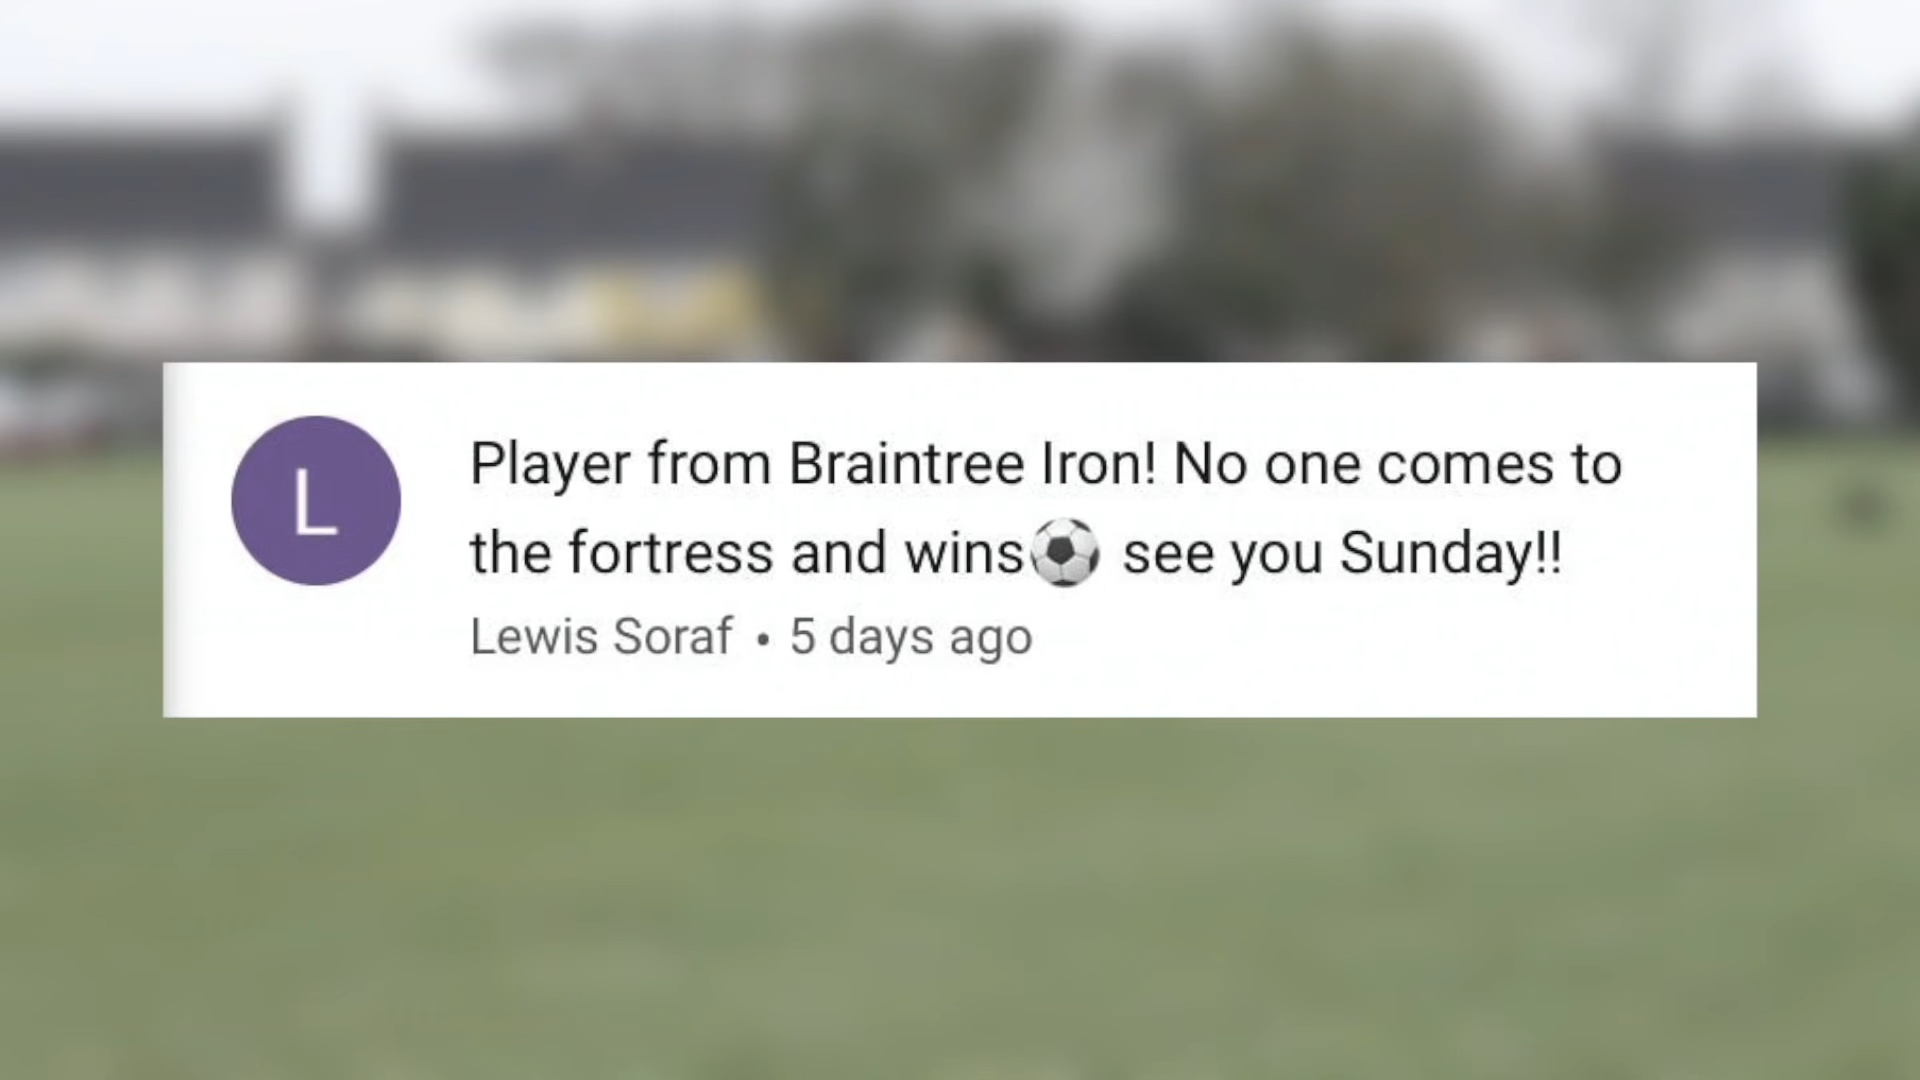 L
Player from Braintree Iron! No one comes to
the fortress and wins⚽ see you Sunday!!
Lewis Soraf • 5 days ago